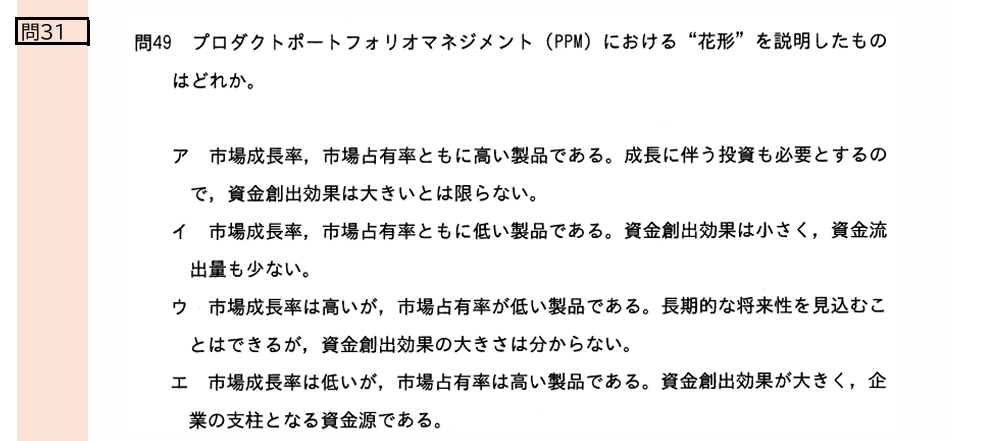 問31
問49　プロダクトポートフォリオマネジメント（PPM）における“花形”を説明したもの
はどれか。
ア　市場成長率，市場占有率ともに高い製品である。成長に伴う投資も必要とするの
で，資金創出効果は大きいとは限らない。
イ　市場成長率，市場占有率ともに低い製品である。資金創出効果は小さく，資金流
出量も少ない。
ウ　市場成長率は高いが，市場占有率が低い製品である。長期的な将来性を見込むこ
とはできるが，資金創出効果の大きさは分からない。
エ　市場成長率は低いが，市場占有率は高い製品である。資金創出効果が大きく，企
業の支柱となる資金源である。